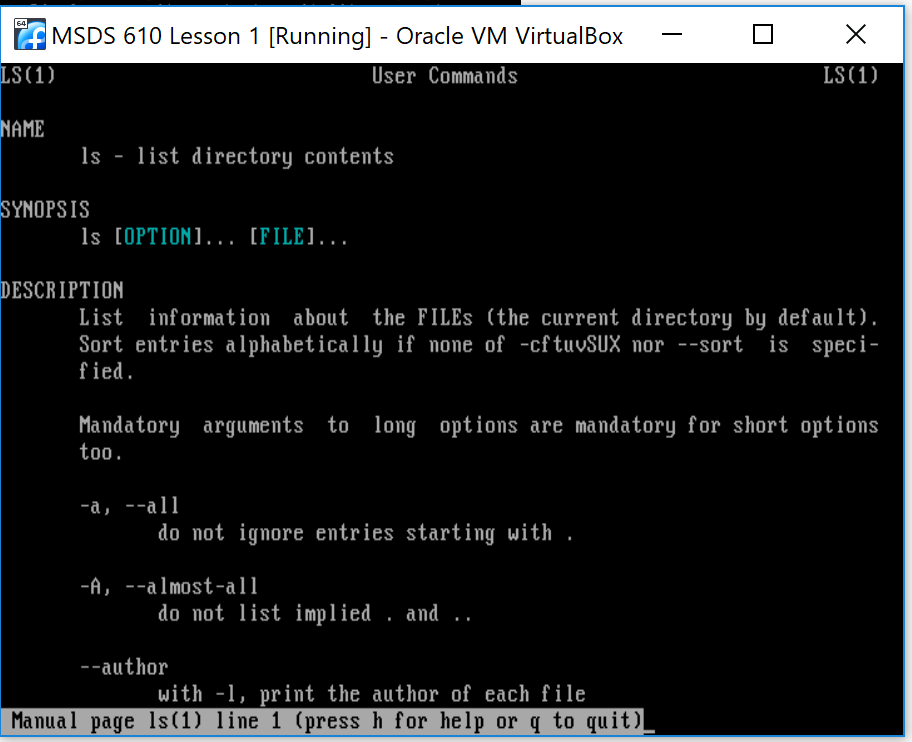 64
MSDS 610 Lesson 1 [Running] - Oracle VM VirtualBox
LS(1) User Commands LS(1)
NAME
ls - list directory contents
SYNOPSIS
ls [OPTION]... [FILE]...
DESCRIPTION
List information about the FILEs (the current directory by default).
Sort entries alphabetically if none of -cftuvSUX nor --sort is speci-
fied.
Mandatory arguments to long options are mandatory for short options
too.
-a, --all
do not ignore entries starting with .
-A, --almost-all
do not list implied . and ..
--author
with -l, print the author of each file
Manual page ls(1) line 1 (press h for help or q to quit)